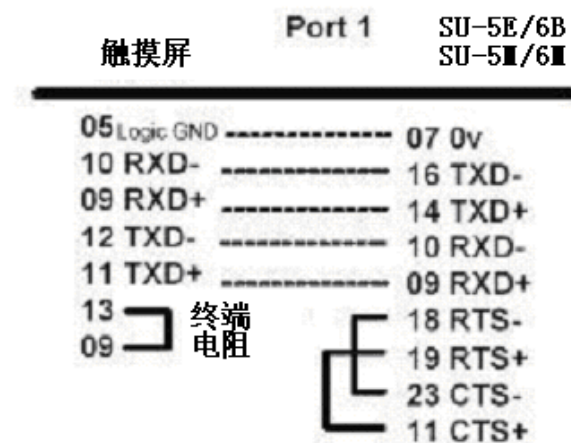 触摸屏
Port 1
SU-5E/6B
SU-5M/6M
05 Logic GND
07 0v
10 RXD-
16 TXD-
09 RXD+
14 TXD+
12 TXD-
10 RXD-
11 TXD+
09 RXD+
13
终端
09
电阻
18 RTS-
19 RTS+
23 CTS-
11 CTS+